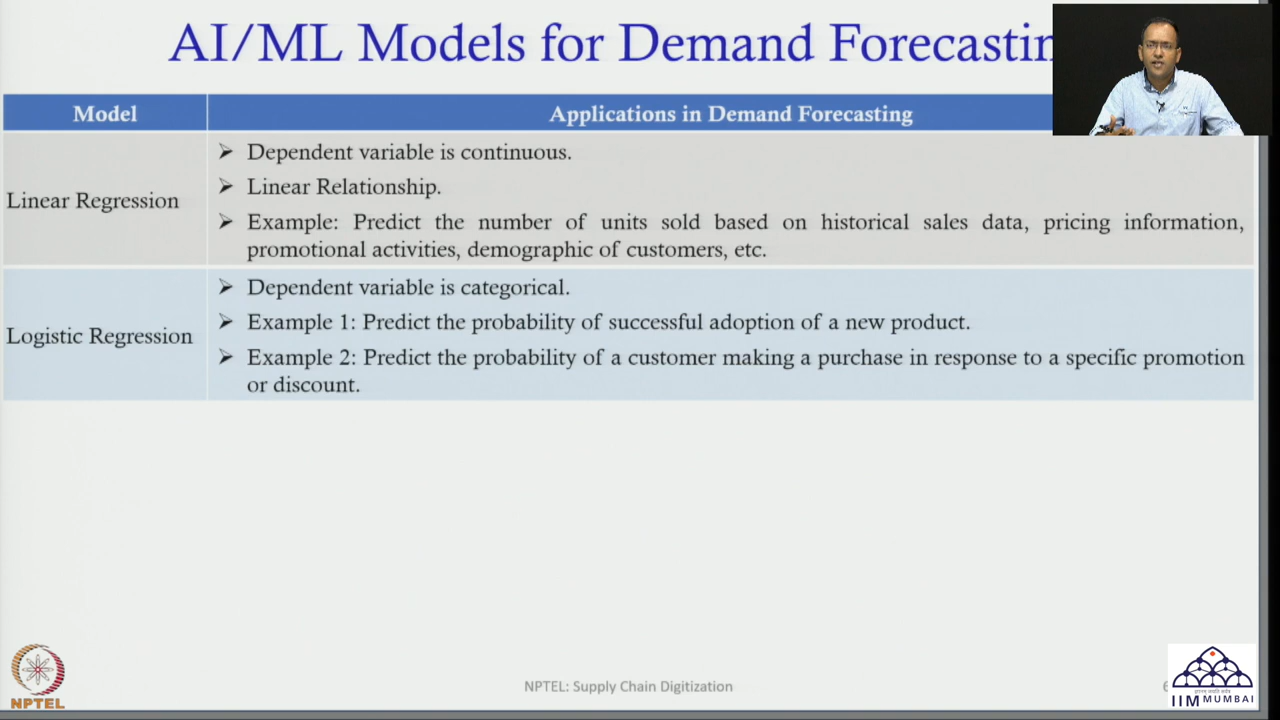 AI/ML Models for Demand Forecastin
Model
Applications in Demand Forecasting
Linear Regression
➢ Dependent variable is continuous.
➢ Linear Relationship.
➢ Example: Predict the number of units sold based on historical sales data, pricing information,
promotional activities, demographic of customers, etc.
Logistic Regression
➢ Dependent variable is categorical.
➢ Example 1: Predict the probability of successful adoption of a new product.
➢ Example 2: Predict the probability of a customer making a purchase in response to a specific promotion
or discount.
NPTEL
NPTEL: Supply Chain Digitization
IIM MUMBAI